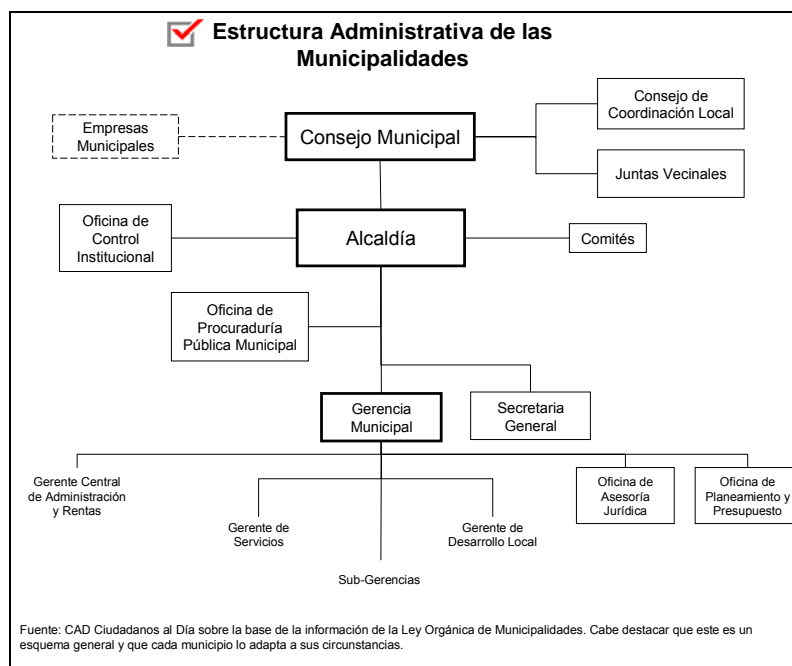 Estructura Administrativa de las
Municipalidades
Consejo de
Coordinación Local
Empresas
Municipales
Consejo Municipal
Juntas Vecinales
Oficina de
Control
Institucional
Alcaldía
Comités
Oficina de
Procuraduría
Pública Municipal
Gerencia
Municipal
Secretaria
General
Gerente Central
de Administración
y Rentas
Oficina de
Asesoría
Jurídica
Oficina de
Planeamiento y
Presupuesto
Gerente de
Servicios
Gerente de
Desarrollo Local
Sub-Gerencias
Fuente: CAD Ciudadanos al Día sobre la base de la información de la Ley Orgánica de Municipalidades. Cabe destacar que este es un
esquema general y que cada municipio lo adapta a sus circunstancias.